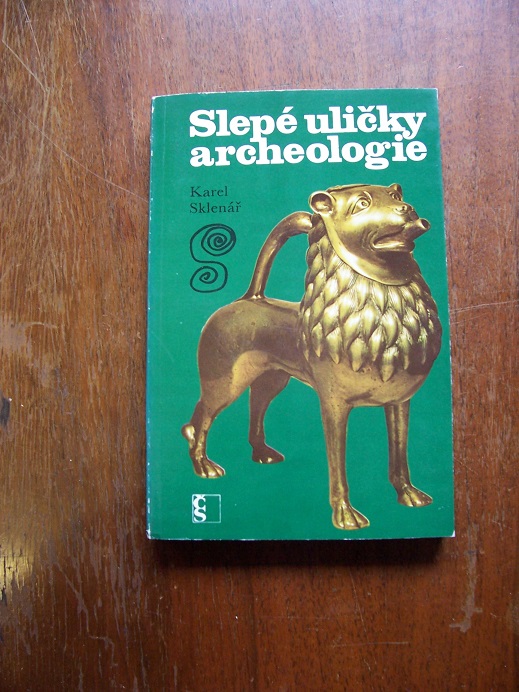 Slepé uličky
archeologie
Karel
Sklenář
ČS